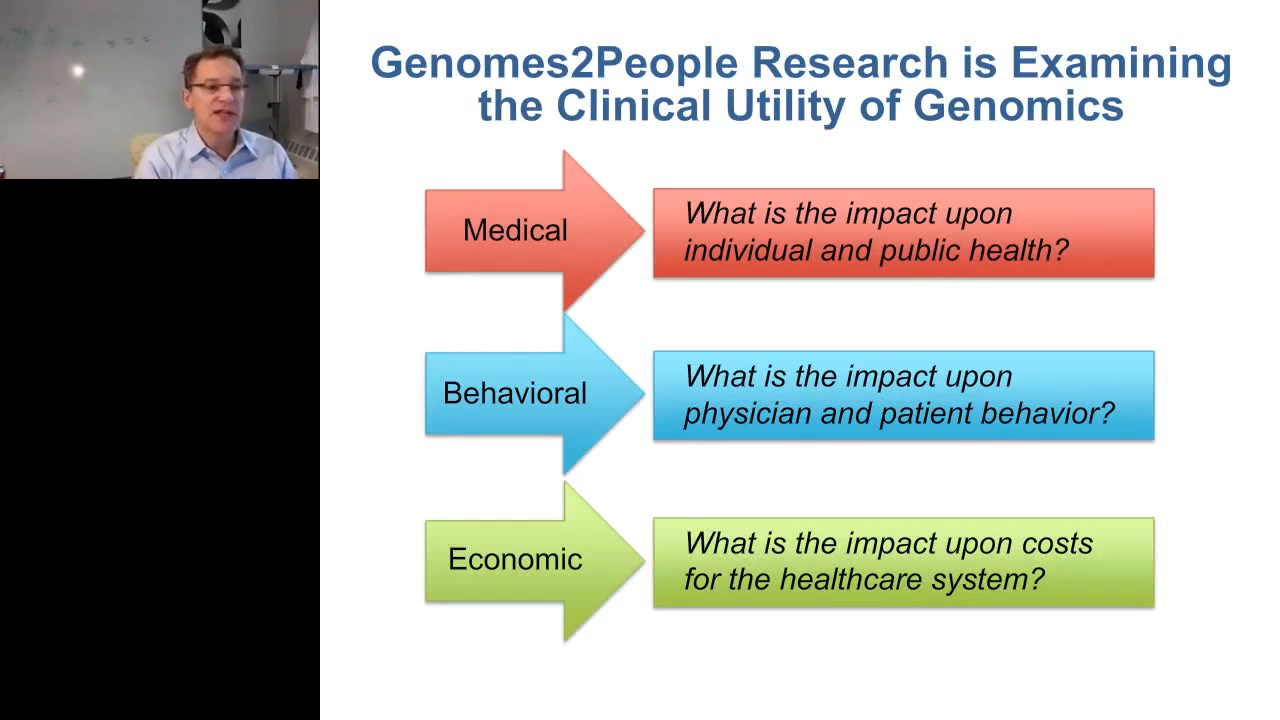 Genomes2People Research is Examining
the Clinical Utility of Genomics
Medical
What is the impact upon
individual and public health?
Behavioral
What is the impact upon
physician and patient behavior?
Economic
What is the impact upon costs
for the healthcare system?